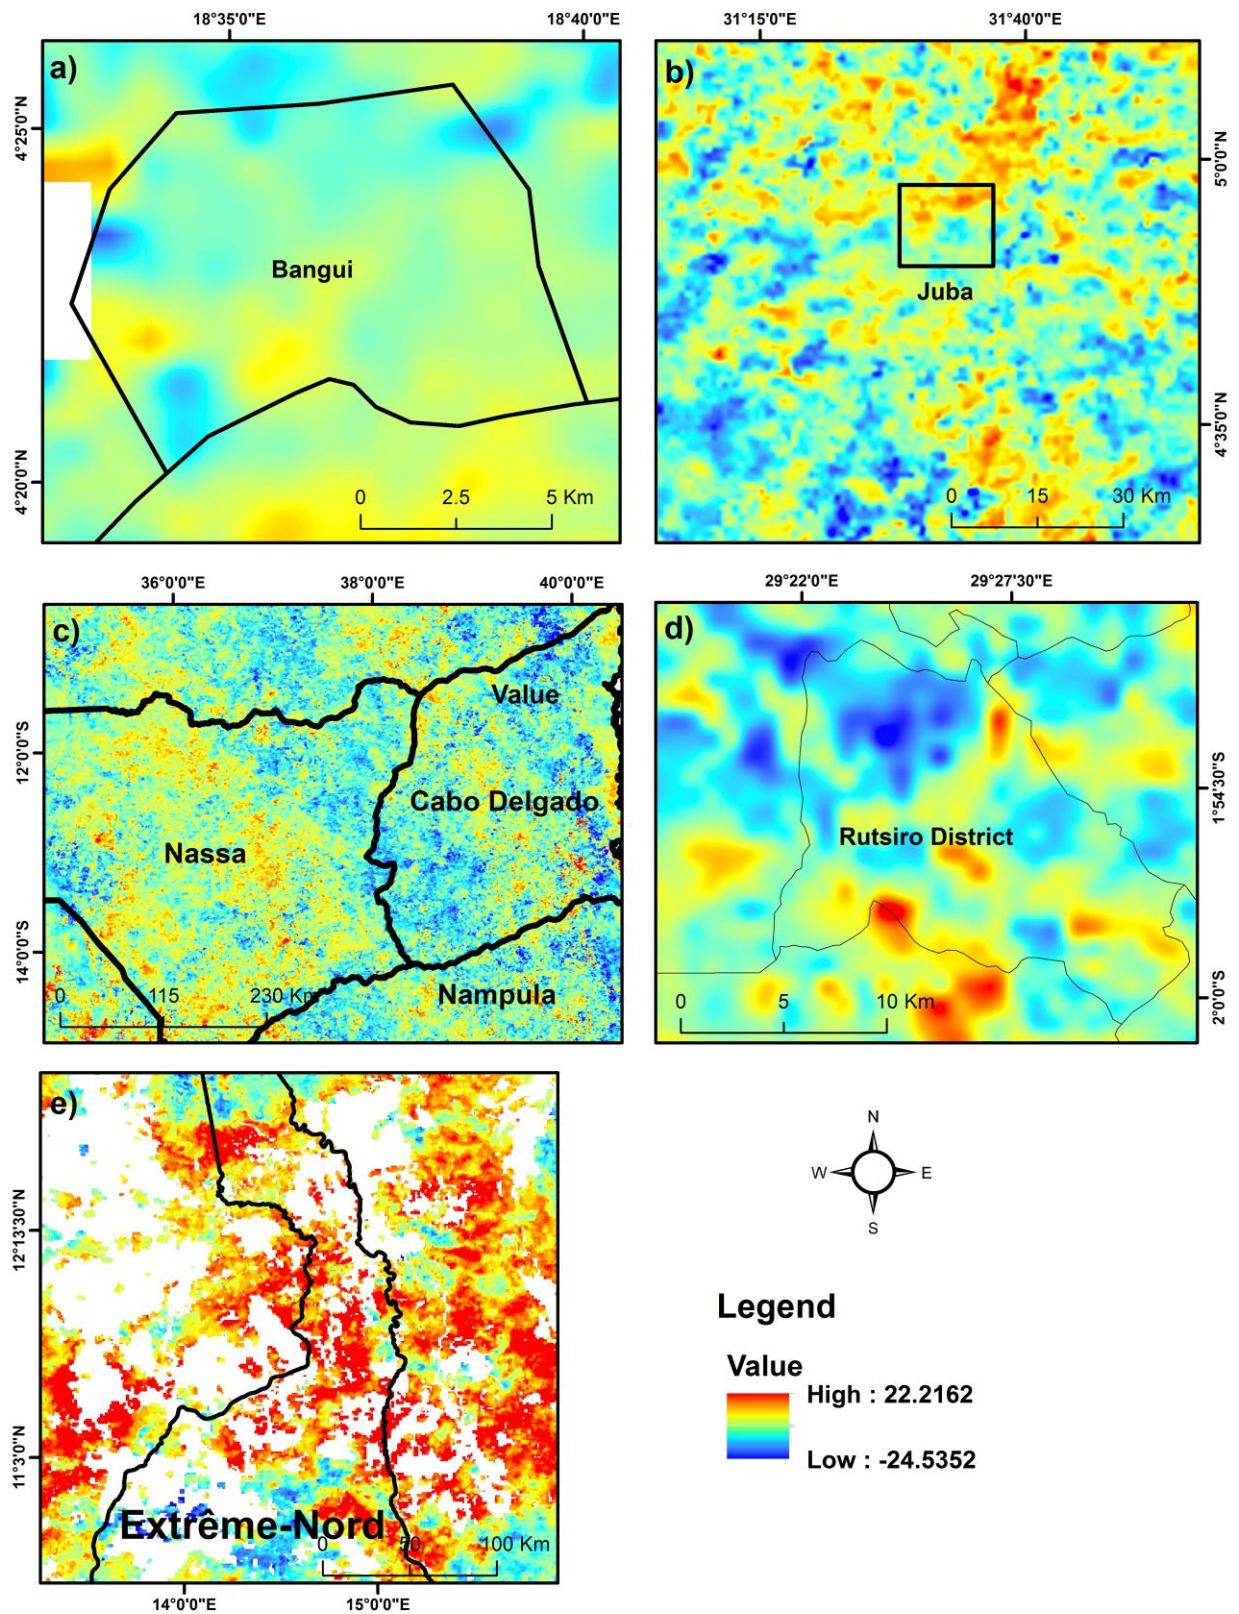 18°35'0"E 18°40'0"E 31°15'0"E 31°40'0"E
a)
4°25'0"N
Bangui
4°20'0"N
0 2.5 5 Km
b)
5°0'0"N
Juba
4°35'0"N
0 15 30 Km
36°0'0"E 38°0'0"E 40°0'0"E
c)
Value
12°0'0"S
Cabo Delgado
Nassa
14°0'0"S
0 115 230 Km
Nampula
29°22'0"E 29°27'30"E
d)
1°54'30"S
Rutsiro District
2°0'0"S
0 5 10 Km
e)
12°13'30"N
11°3'0"N
Extrême-Nord
0 50 100 Km
14°0'0"E 15°0'0"E
N
W E
S
Legend
Value
High : 22.2162
Low : -24.5352